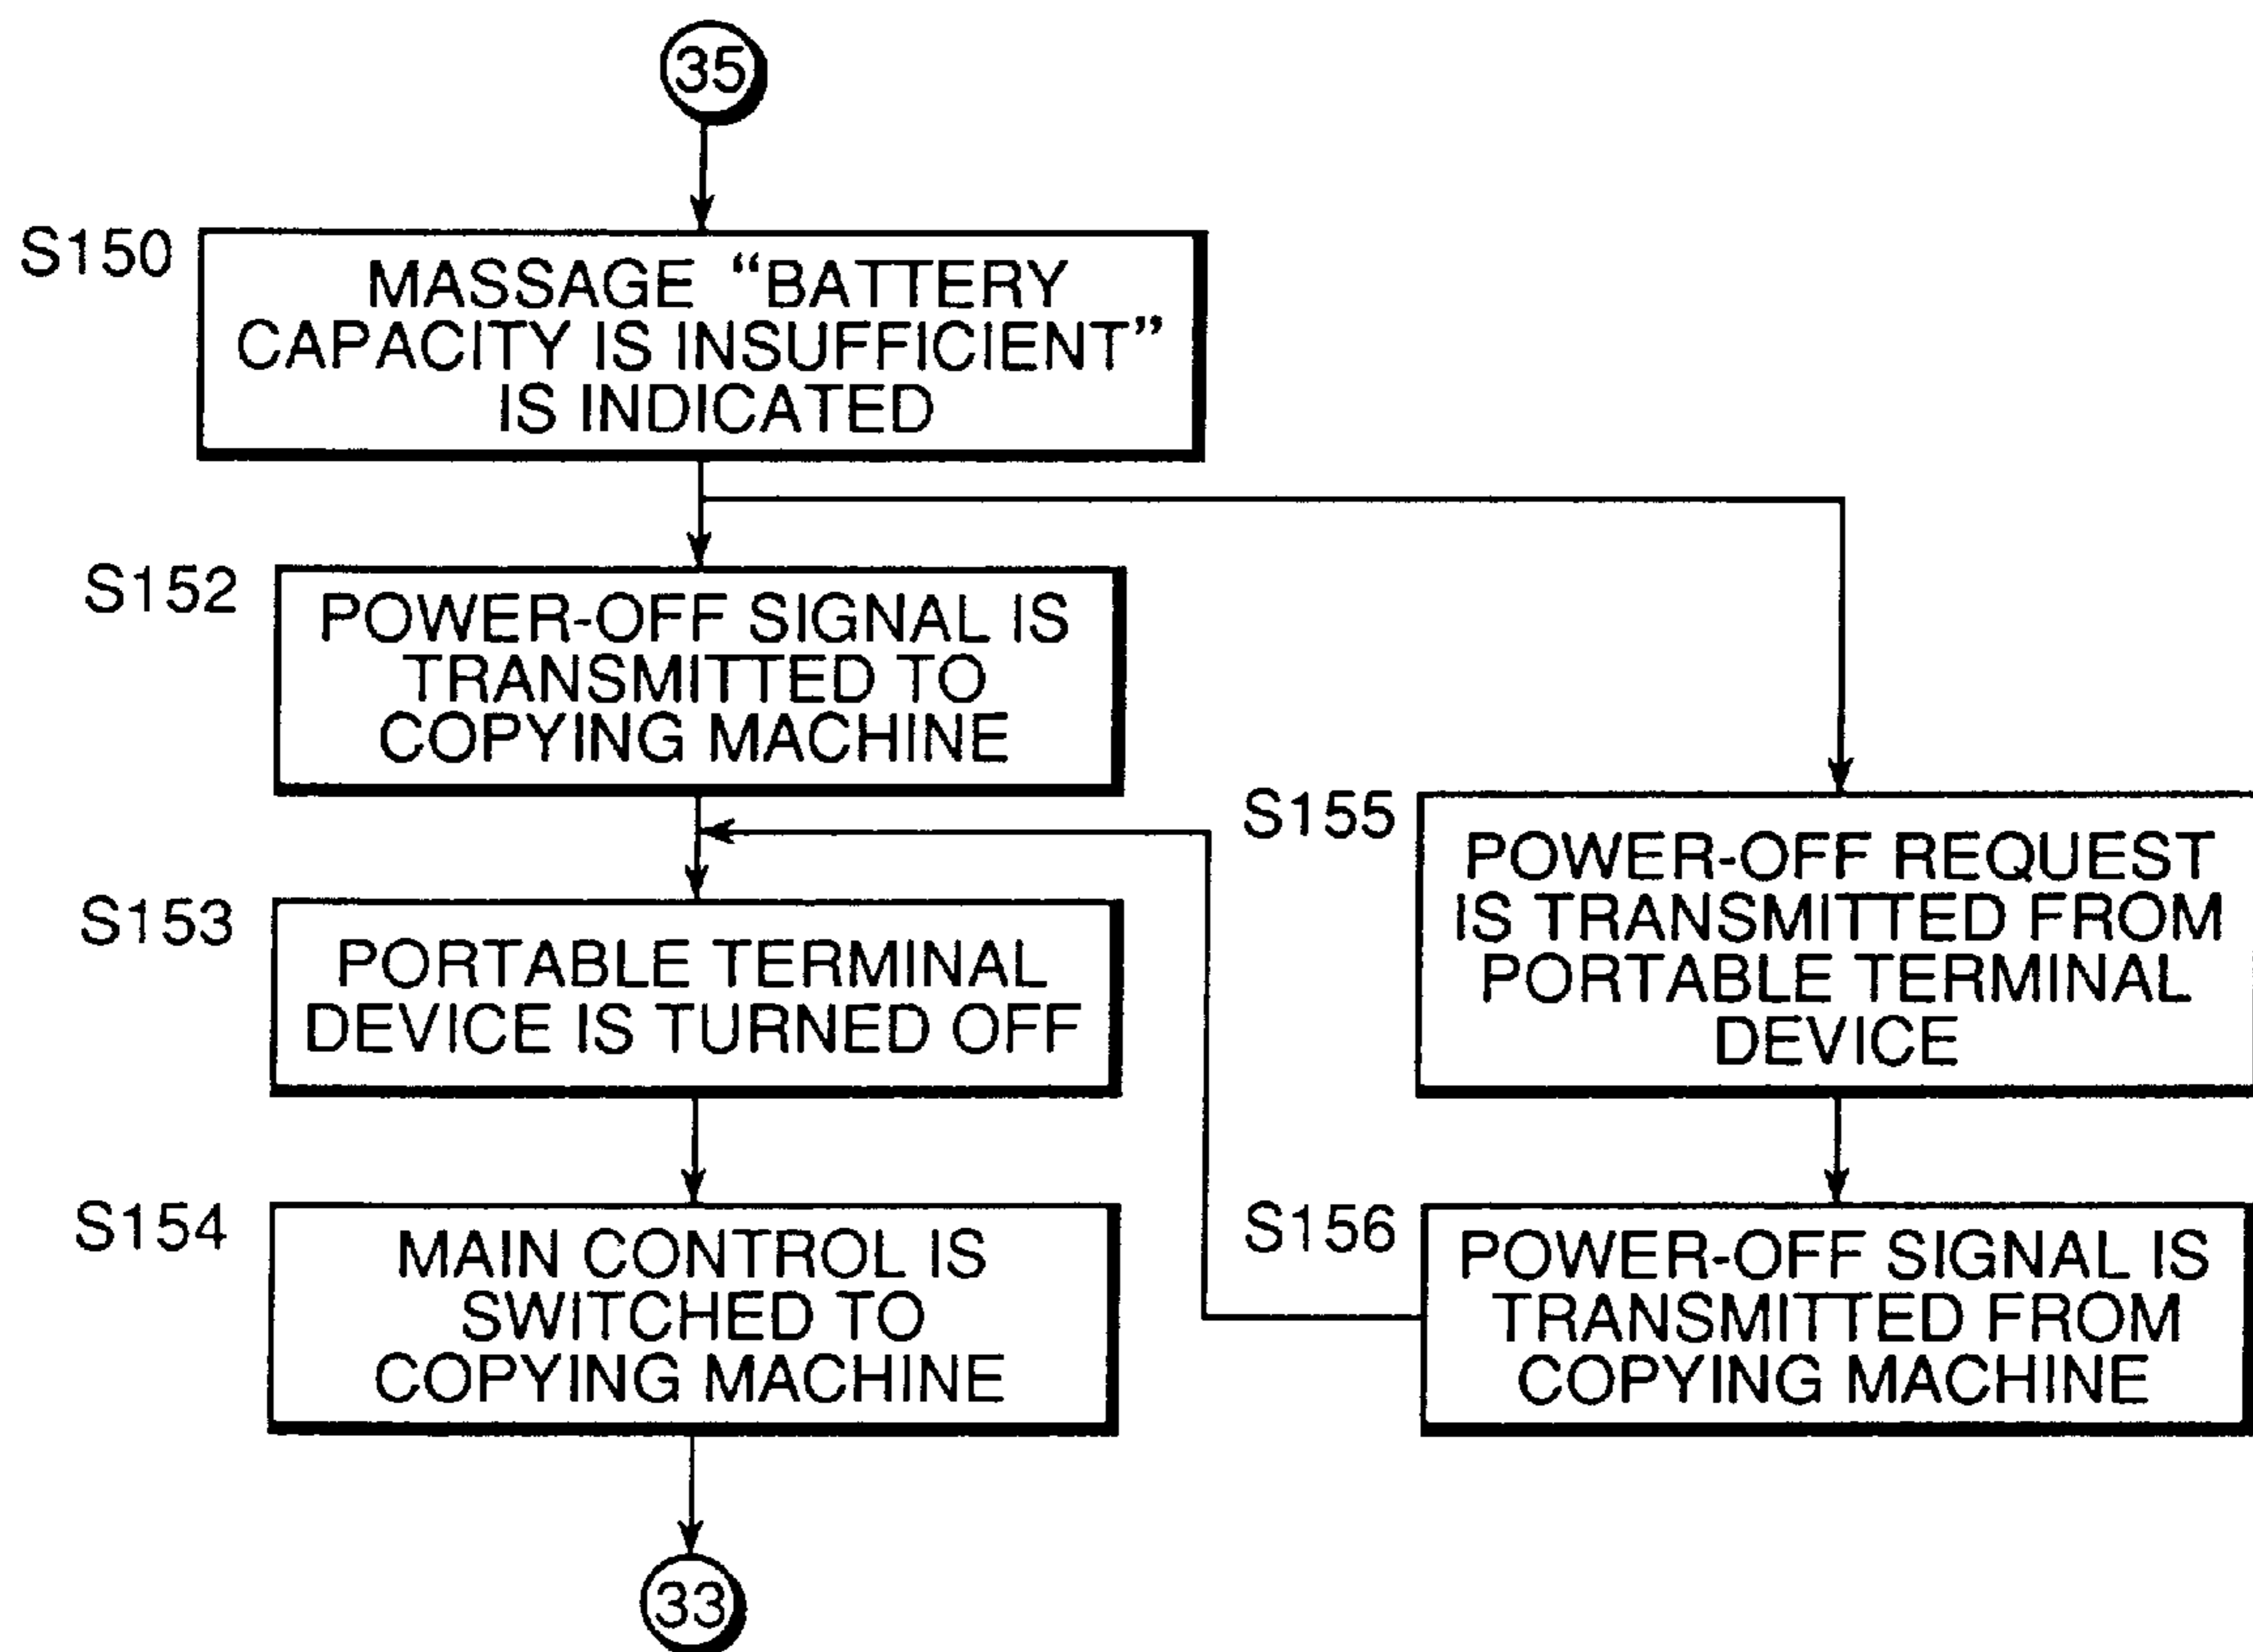 35
S150
MASSAGE “BATTERY
CAPACITY IS INSUFFICIENT”
IS INDICATED
S152
POWER-OFF SIGNAL IS
TRANSMITTED TO
COPYING MACHINE
S153
PORTABLE TERMINAL
DEVICE IS TURNED OFF
S154
MAIN CONTROL IS
SWITCHED TO
COPYING MACHINE
S155
POWER-OFF REQUEST
IS TRANSMITTED FROM
PORTABLE TERMINAL
DEVICE
S156
POWER-OFF SIGNAL IS
TRANSMITTED FROM
COPYING MACHINE
33